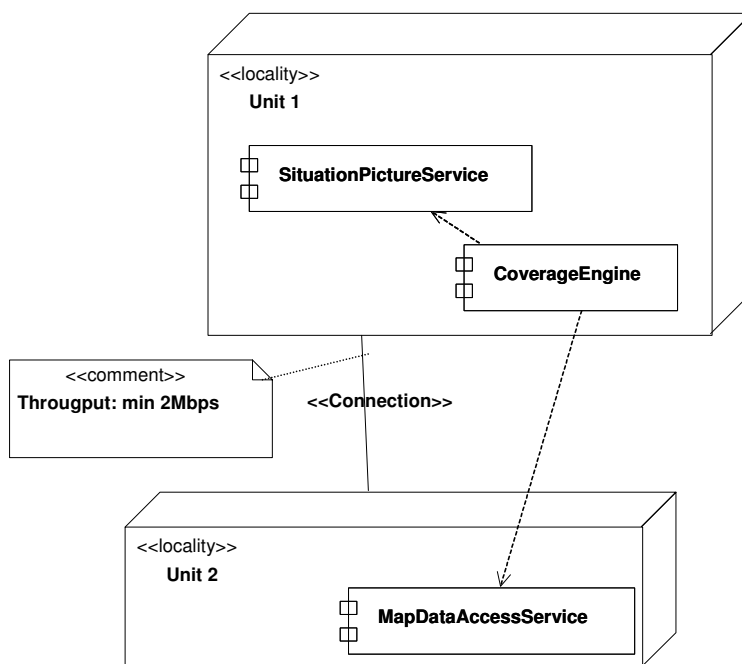 <<locality>>
Unit 1
SituationPictureService
CoverageEngine
<<comment>>
Througput: min 2Mbps
<<Connection>>
<<locality>>
Unit 2
MapDataAccessService